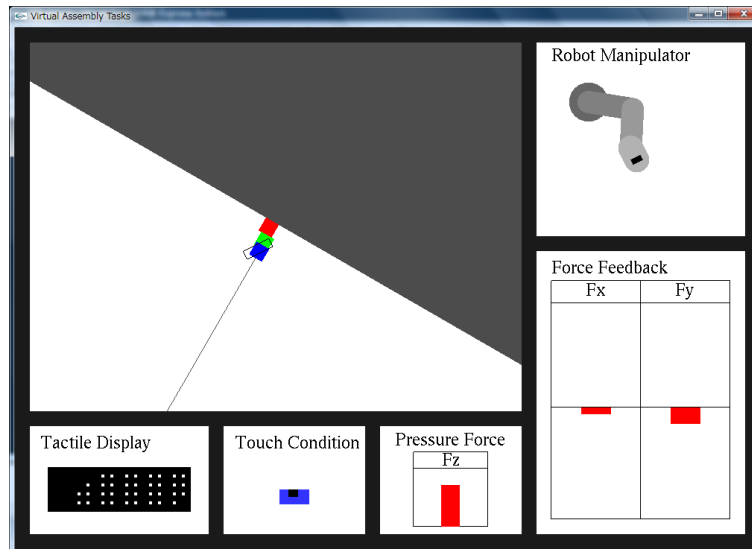 Virtual Assembly Tasks
Robot Manipulator
Force Feedback
Fx
Fy
Tactile Display
Touch Condition
Pressure Force
Fz